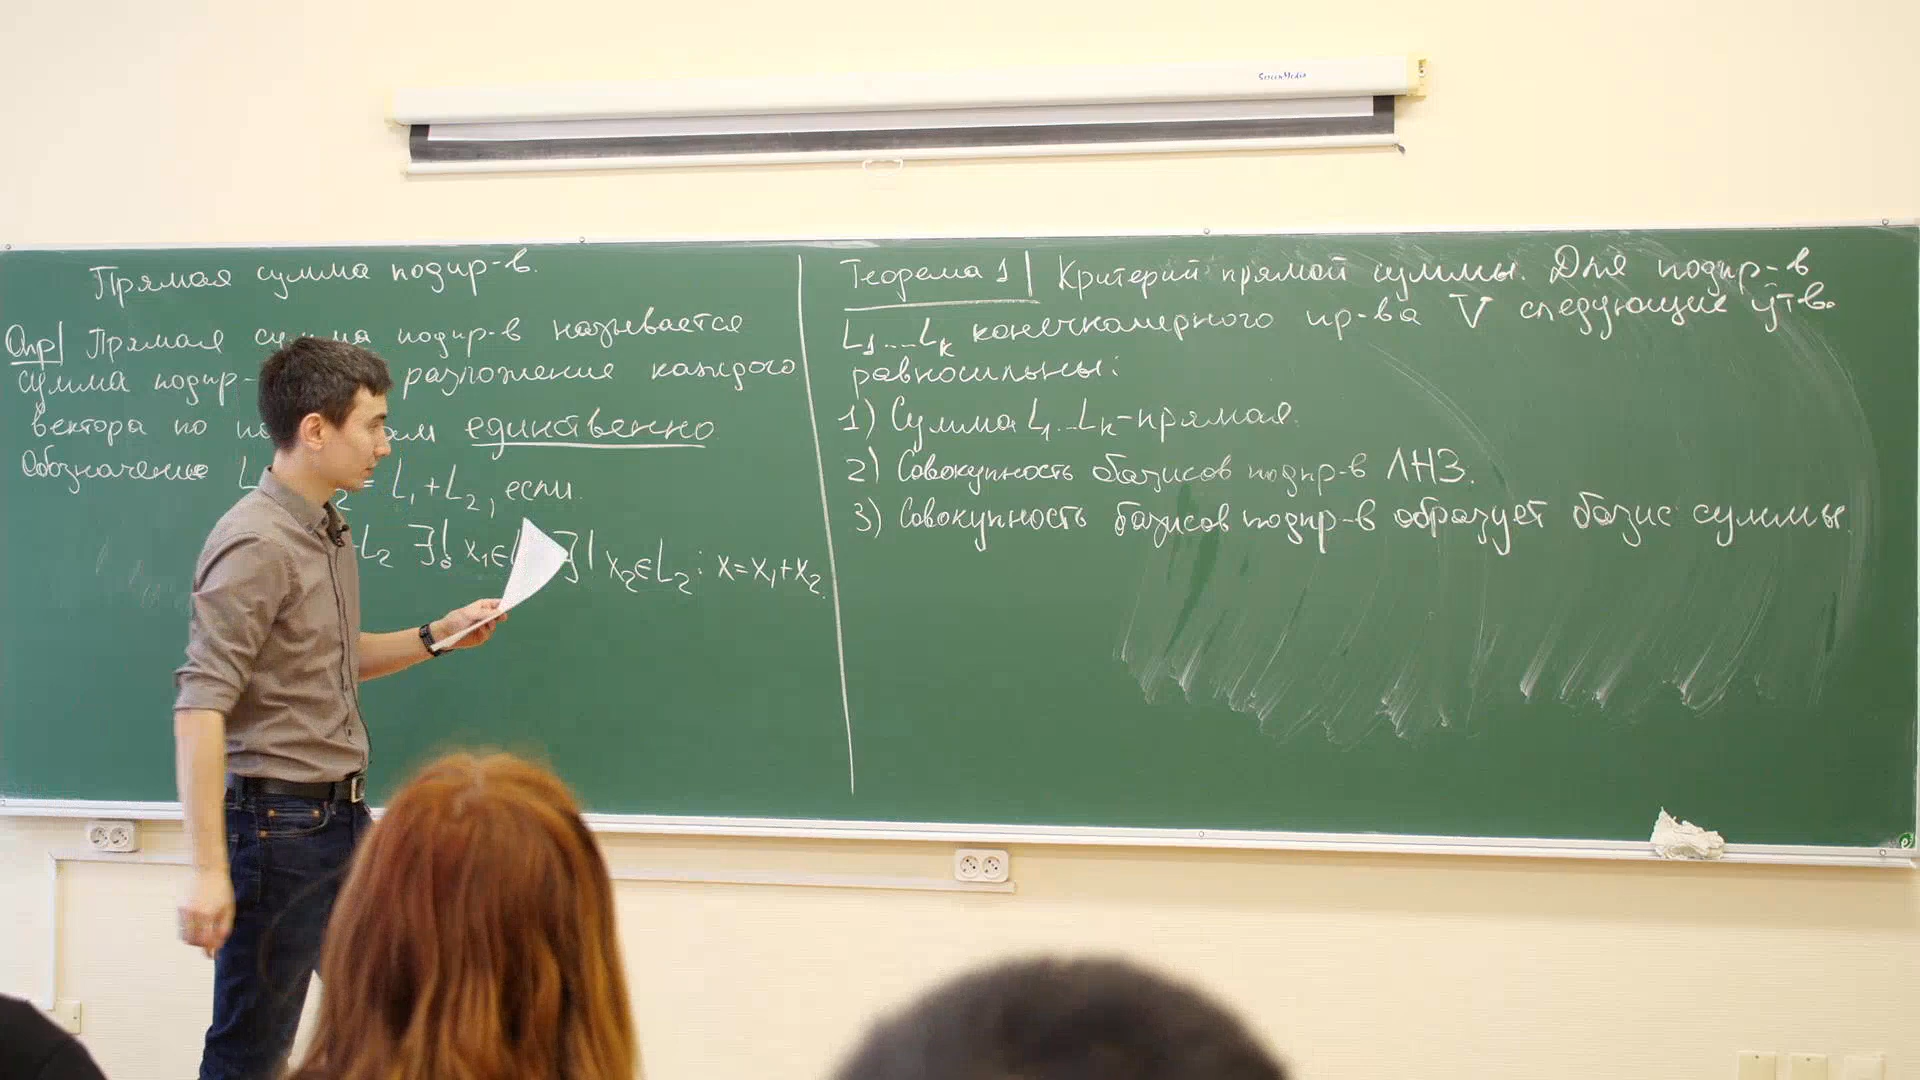 ScreenMedia
Прямая сумма подпр-в.
Опр| Прямая сумма подпр-в называется
сумма подпр- разложение каждого
вектора по единственно.
Обозначение L 2 = L₁+L₂, если
L₂ ∃! x₁∈ ∃! x₂∈L₂: x=x₁+x₂.
Теорема 1| Критерий прямой суммы. Для подпр-в
L₁...Lₖ конечномерного пр-ва V следующие утв.
равносильны:
1) Сумма L₁...Lₖ-прямая.
2) Совокупность базисов подпр-в ЛНЗ.
3) Совокупность базисов подпр-в образует базис суммы.